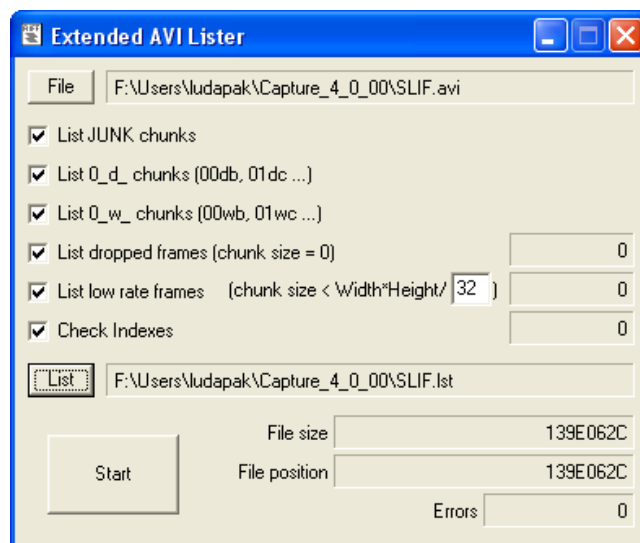 Extended AVI Lister
File F:\Users\ludapak\Capture_4_0_00\SLIF.avi
List JUNK chunks
List 0_d_ chunks (00db, 01dc ...)
List 0_w_ chunks (00wb, 01wc ...)
List dropped frames (chunk size = 0) 0
List low rate frames (chunk size < Width*Height/ 32 ) 0
Check Indexes 0
List F:\Users\ludapak\Capture_4_0_00\SLIF.lst
File size 139E062C
Start File position 139E062C
Errors 0